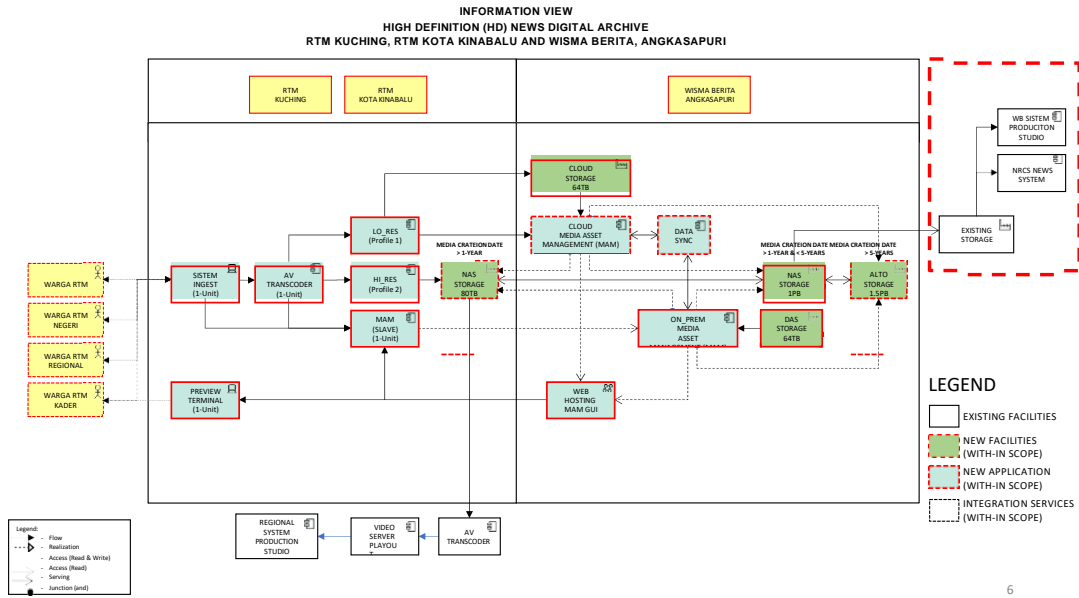 INFORMATION VIEW
HIGH DEFINITION (HD) NEWS DIGITAL ARCHIVE
RTM KUCHING, RTM KOTA KINABALU AND WISMA BERITA, ANGKASAPURI
RTM
KUCHING
RTM
KOTA KINABALU
WISMA BERITA
ANGKASAPURI
WB SISTEM
PRODUCITON
STUDIO
NRCS NEWS
SYSTEM
EXISTING
STORAGE
CLOUD
STORAGE
64TB
LO_RES
(Profile 1)
CLOUD
MEDIA ASSET
MANAGEMENT (MAM)
DATA
SYNC
MEDIA CRATEION DATE
> 1-YEAR
MEDIA CRATEION DATE
> 1-YEAR & < 5-YEARS
MEDIA CRATEION DATE
> 5-YEARS
WARGA RTM
WARGA RTM
NEGERI
WARGA RTM
REGIONAL
WARGA RTM
KADER
SISTEM
INGEST
(1-Unit)
AV
TRANSCODER
(1-Unit)
HI_RES
(Profile 2)
NAS
STORAGE
80TB
NAS
STORAGE
1PB
ALTO
STORAGE
1.5PB
MAM
(SLAVE)
(1-Unit)
ON_PREM
MEDIA
ASSET
DAS
STORAGE
64TB
PREVIEW
TERMINAL
(1-Unit)
WEB
HOSTING
MAM GUI
LEGEND
EXISTING FACILITIES
NEW FACILITIES
(WITH-IN SCOPE)
NEW APPLICATION
(WITH-IN SCOPE)
INTEGRATION SERVICES
(WITH-IN SCOPE)
REGIONAL
SYSTEM
PRODUCTION
STUDIO
VIDEO
SERVER
PLAYOU
AV
TRANSCODER
Legend:
- Flow
- Realization
- Access (Read & Write)
- Access (Read)
- Serving
- Junction (and)
6